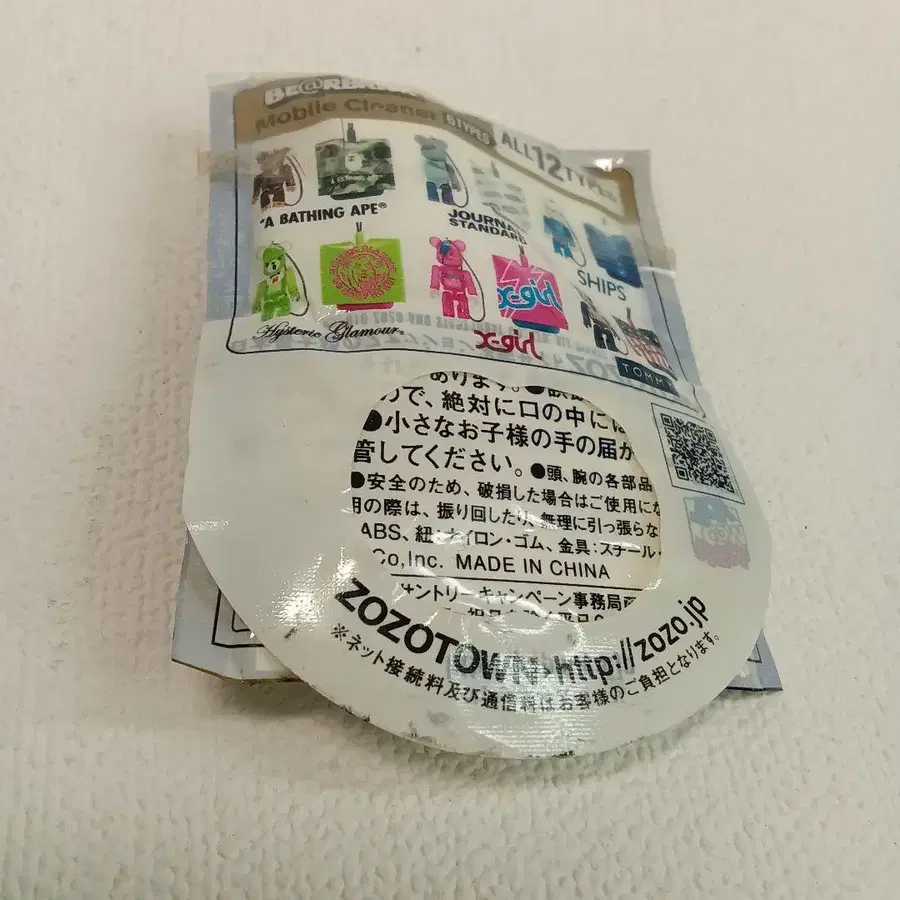 BE@RBRICK
Mobile Cleaner 6TYPES ALL12TYPES
"A BATHING APE®
JOURNAL
STANDARD
SHIPS
Hysteric Glamour®
X-girl
X-girl
TOMMY
あります。●
ので、絶対に口の中に
●小さなお子様の手の届か
管してください。●頭、腕の各部品
●安全のため、破損した場合はご使用にな
用の際は、振り回したり、無理に引っ張らな
ABS、紐:ナイロン・ゴム、金具:スチール・
Co,Inc. MADE IN CHINA
サントリーキャンペーン事務局
ZOZOTOWN http://zozo.jp
※ネット接続料及び通信料はお客様のご負担となります。